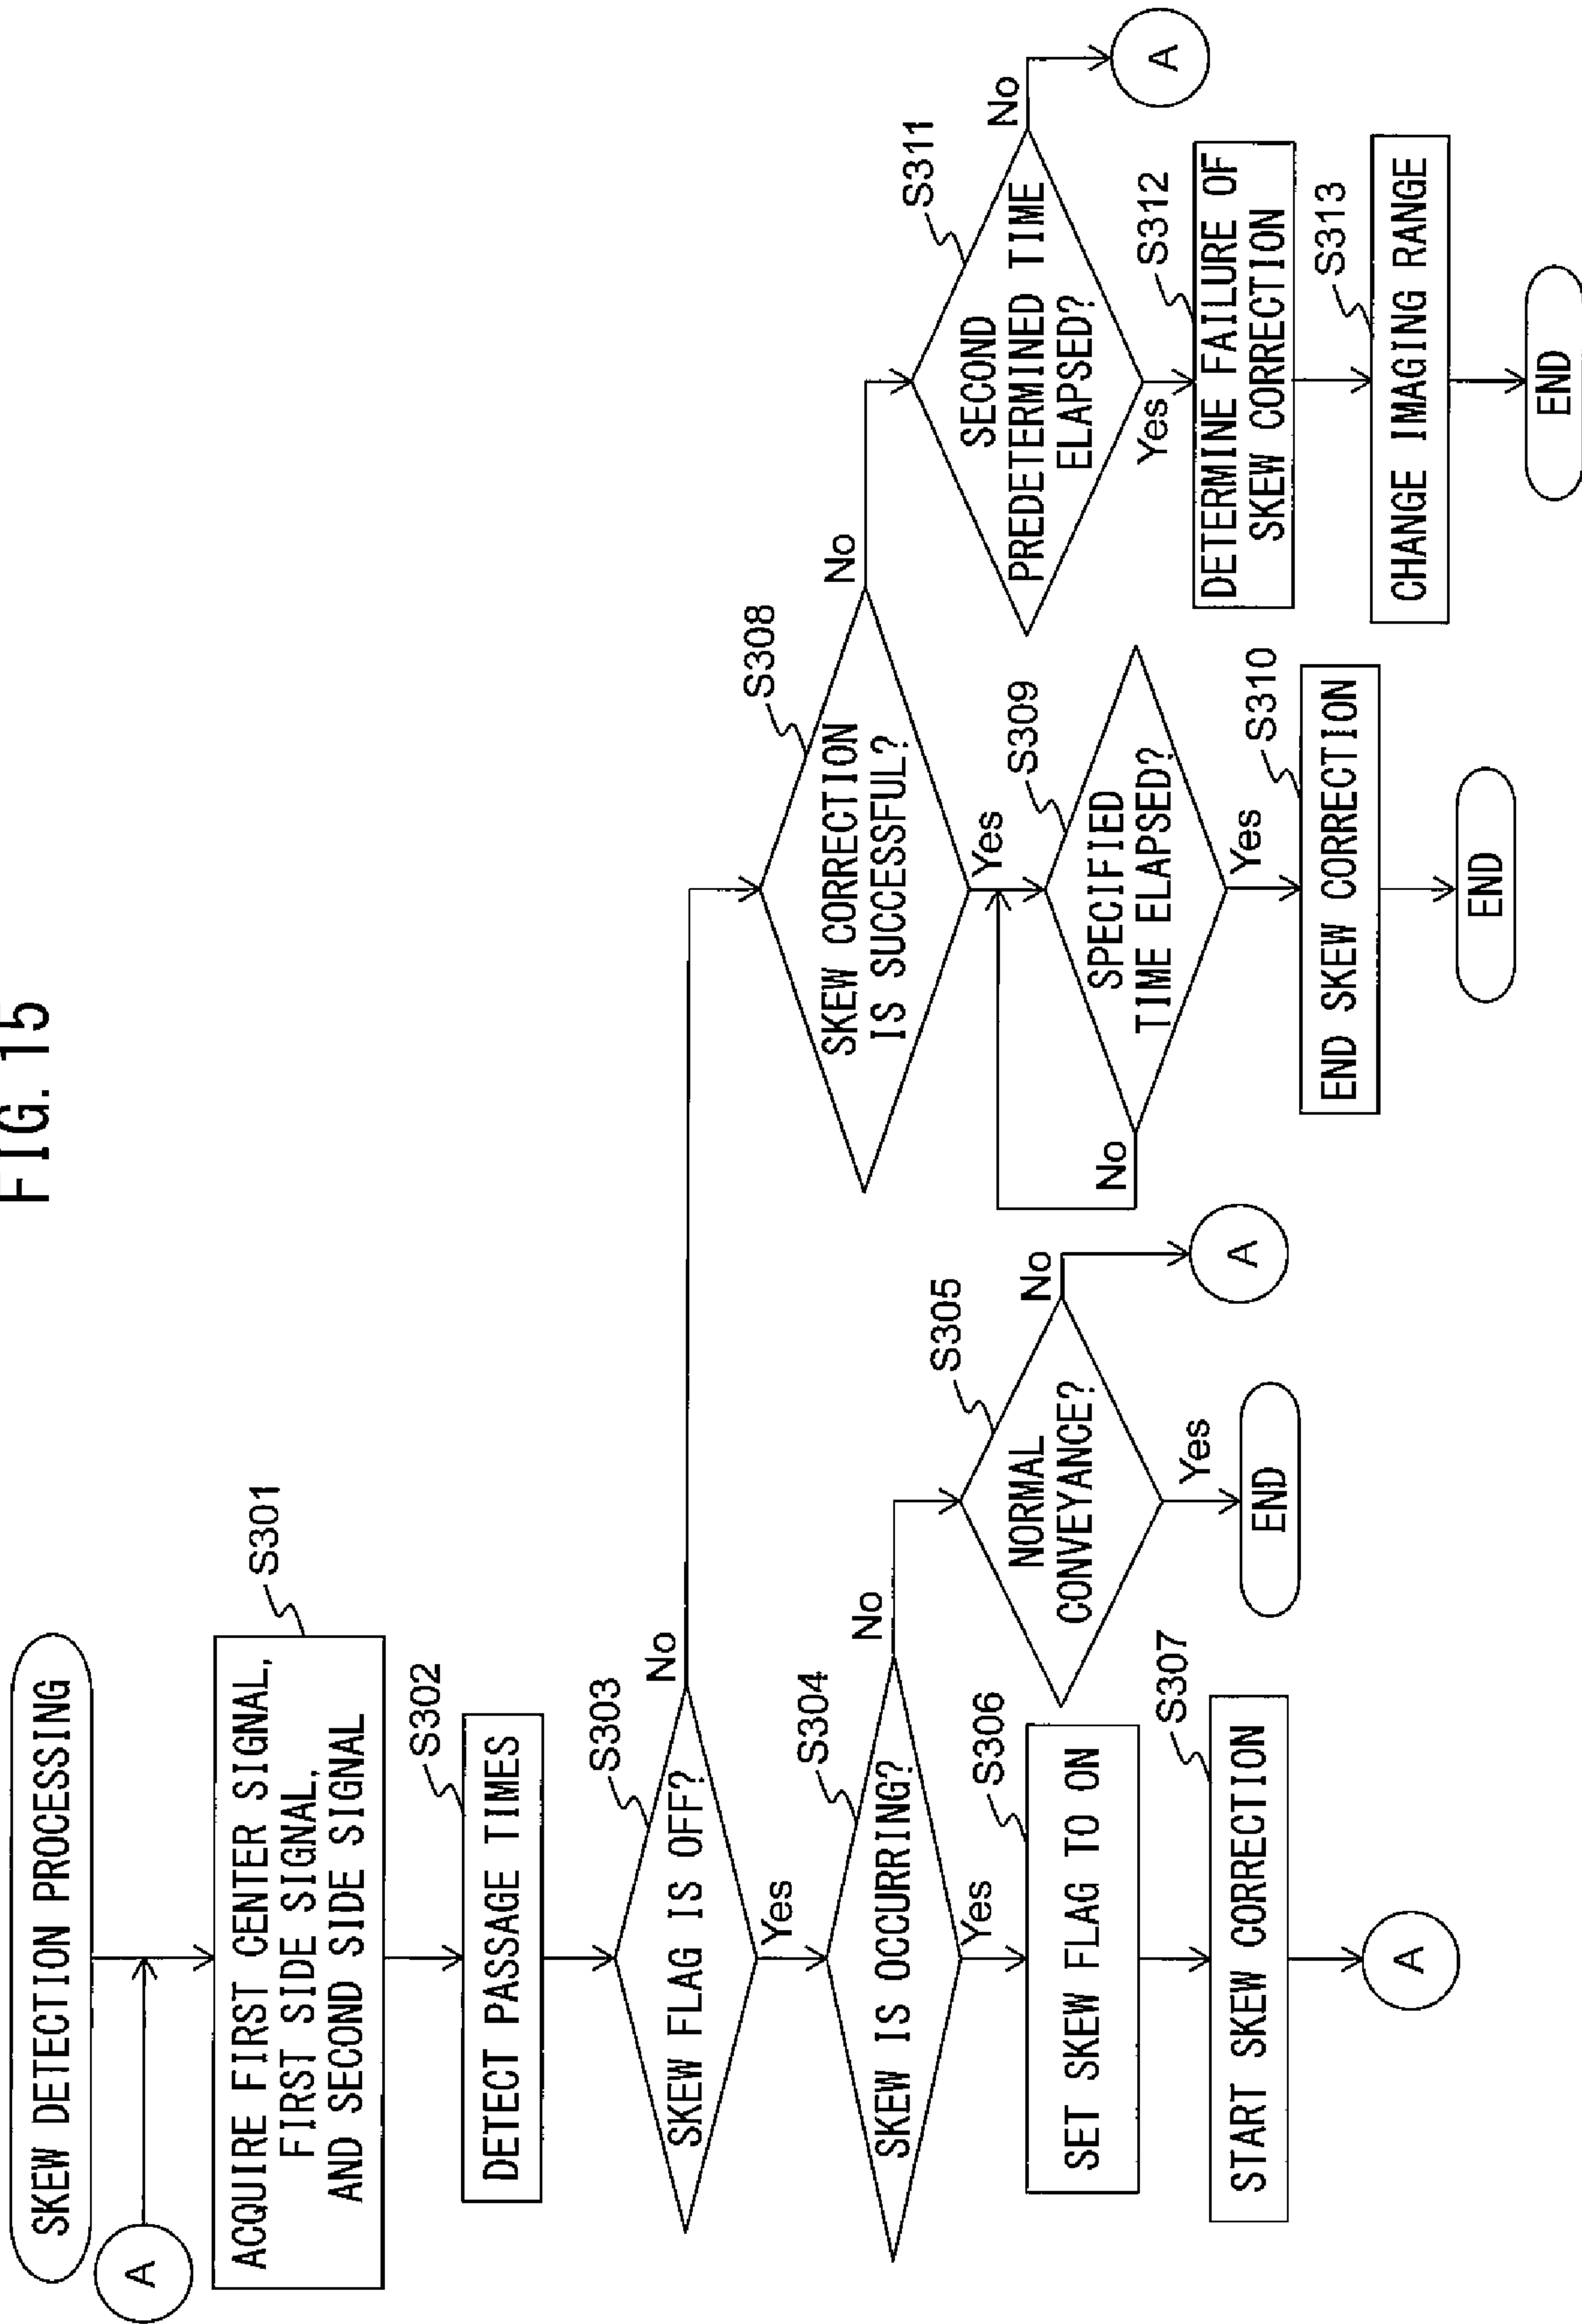 FIG. 15
SKEW DETECTION PROCESSING
A
ACQUIRE FIRST CENTER SIGNAL,
FIRST SIDE SIGNAL,
AND SECOND SIDE SIGNAL
S301
DETECT PASSAGE TIMES
S302
SKEW FLAG IS OFF?
S303
No
Yes
SKEW IS OCCURRING?
S304
No
Yes
NORMAL
CONVEYANCE?
S305
No
A
Yes
END
SET SKEW FLAG TO ON
S306
START SKEW CORRECTION
S307
A
SKEW CORRECTION
IS SUCCESSFUL?
S308
No
Yes
SPECIFIED
TIME ELAPSED?
S309
No
Yes
END SKEW CORRECTION
S310
END
SECOND
PREDETERMINED TIME
ELAPSED?
S311
No
A
Yes
DETERMINE FAILURE OF
SKEW CORRECTION
S312
CHANGE IMAGING RANGE
S313
END